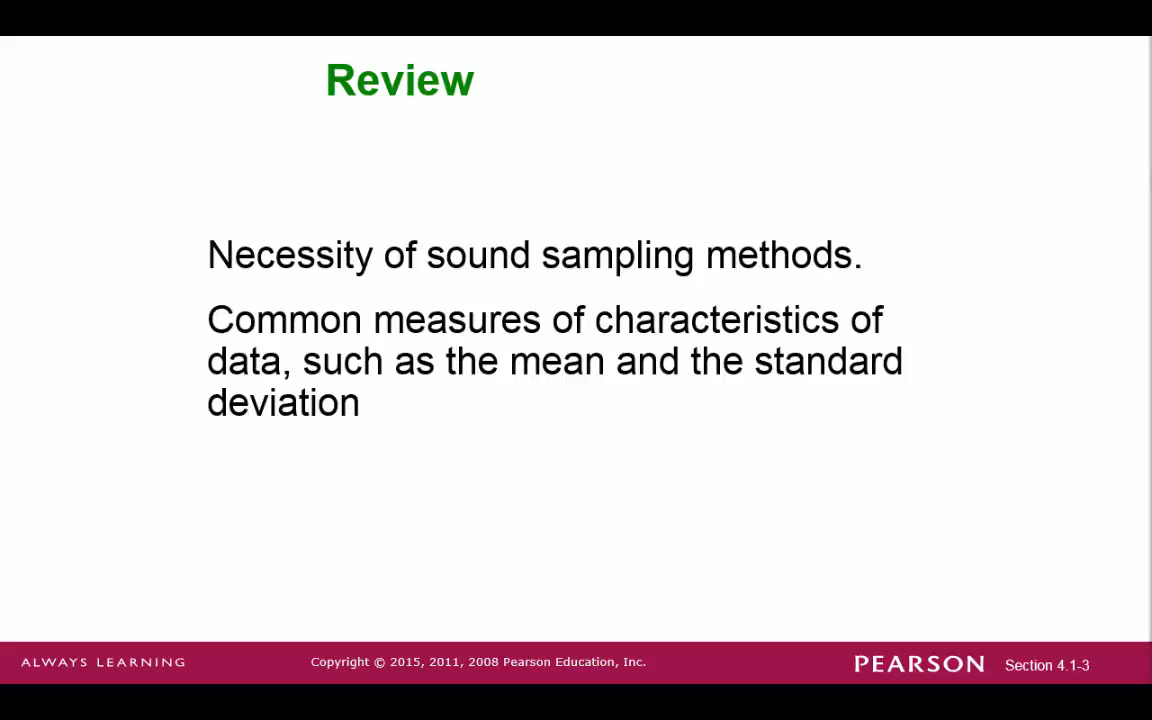 Review
Necessity of sound sampling methods.
Common measures of characteristics of
data, such as the mean and the standard
deviation
ALWAYS LEARNING
Copyright © 2015, 2011, 2008 Pearson Education, Inc.
PEARSON
Section 4.1-3